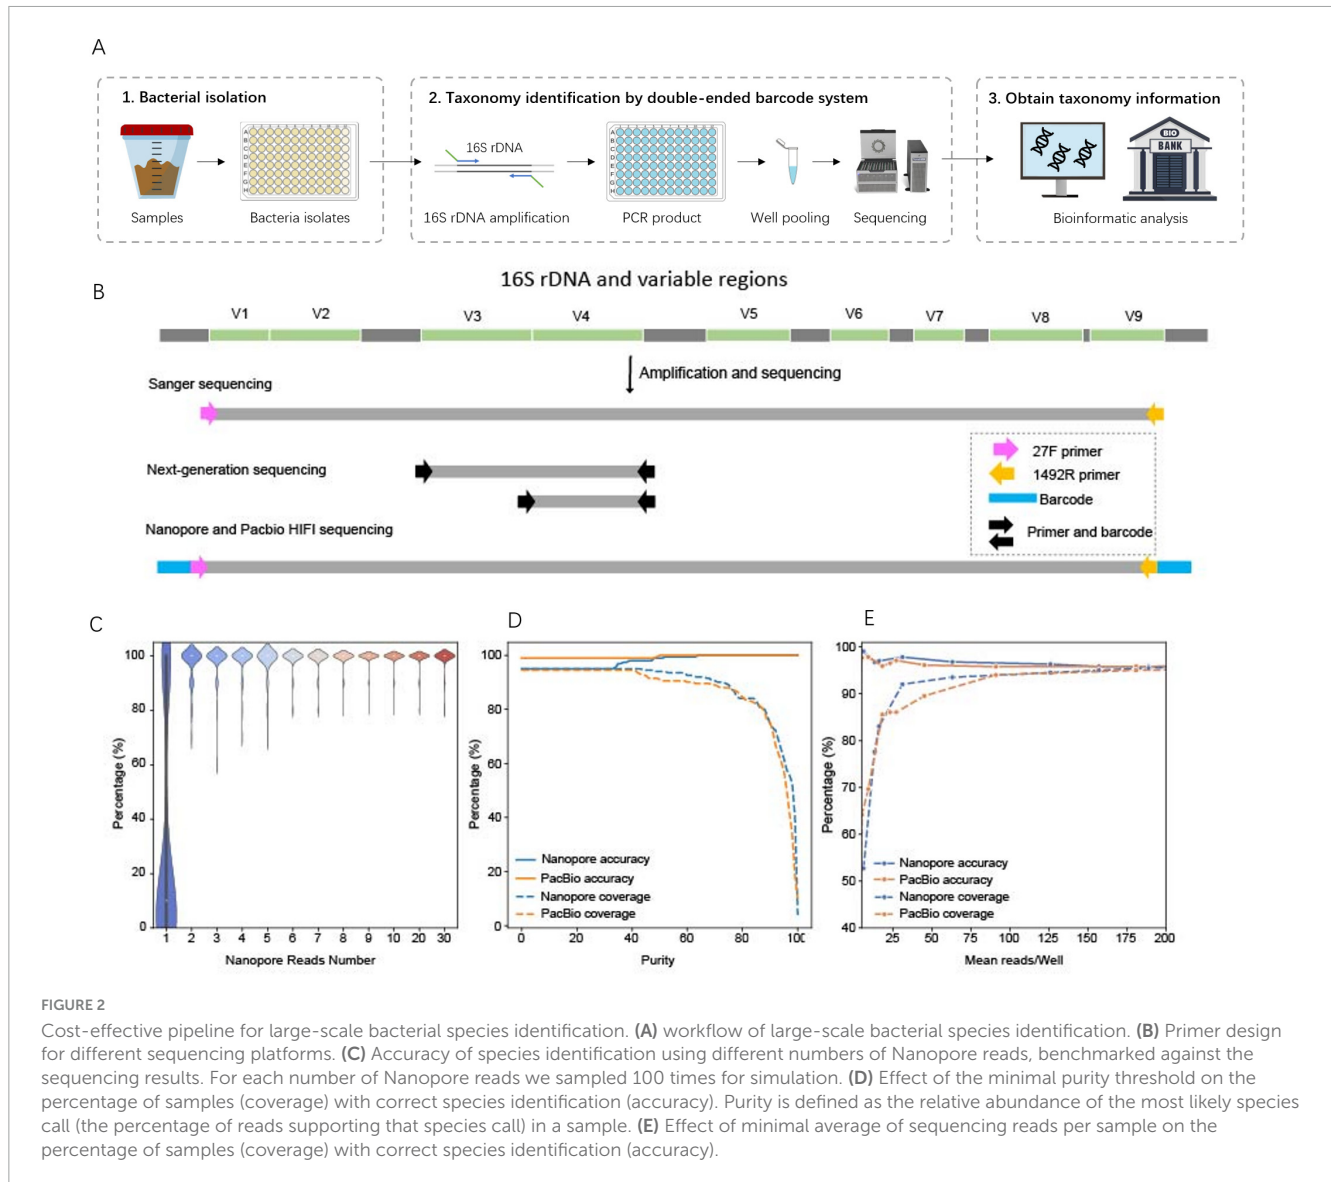 A
1. Bacterial isolation
2. Taxonomy identification by double-ended barcode system
3. Obtain taxonomy information
16S rDNA
BIO
BANK
Samples
Bacteria isolates
16S rDNA amplification
PCR product
Well pooling
Sequencing
Bioinformatic analysis
B
16S rDNA and variable regions
V1 V2 V3 V4 V5 V6 V7 V8 V9
Amplification and sequencing
Sanger sequencing
Next-generation sequencing
Nanopore and Pacbio HIFI sequencing
27F primer
1492R primer
Barcode
Primer and barcode
C
Percentage (%)
100
80
60
40
20
0
1 2 3 4 5 6 7 8 9 10 20 30
Nanopore Reads Number
D
Percentage (%)
100
80
60
40
20
0
Nanopore accuracy
PacBio accuracy
Nanopore coverage
PacBio coverage
0 20 40 60 80 100
Purity
E
Percentage (%)
100
90
80
70
60
50
40
Nanopore accuracy
PacBio accuracy
Nanopore coverage
PacBio coverage
25 50 75 100 125 150 175 200
Mean reads/Well
FIGURE 2
Cost-effective pipeline for large-scale bacterial species identification. (A) workflow of large-scale bacterial species identification. (B) Primer design
for different sequencing platforms. (C) Accuracy of species identification using different numbers of Nanopore reads, benchmarked against the
sequencing results. For each number of Nanopore reads we sampled 100 times for simulation. (D) Effect of the minimal purity threshold on the
percentage of samples (coverage) with correct species identification (accuracy). Purity is defined as the relative abundance of the most likely species
call (the percentage of reads supporting that species call) in a sample. (E) Effect of minimal average of sequencing reads per sample on the
percentage of samples (coverage) with correct species identification (accuracy).